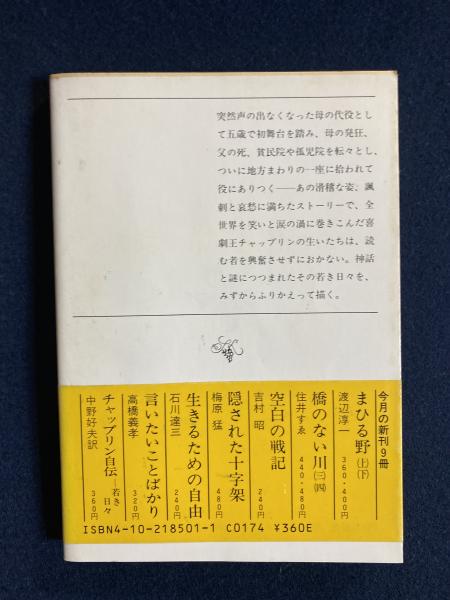 突然声の出なくなった母の代役とし
て五歳で初舞台を踏み、母の発狂、
父の死、貧民院や孤児院を転々とし、
ついに地方まわりの一座に拾われて
役にありつく――あの滑稽な姿、諷
刺と哀愁に満ちたストーリーで、全
世界を笑いと涙の渦に巻きこんだ喜
劇王チャップリンの生いたちは、読
む者を興奮させずにおかない。神話
と謎につつまれたその若き日々を、
みずからふりかえって描く。
今月の新刊9冊
まひる野(上)(下)
渡辺淳一 360・400円
橋のない川(三)(四)
住井すゑ 440・480円
空白の戦記
吉村 昭 240円
隠された十字架
梅原 猛 480円
生きるための自由
石川達三 240円
言いたいことばかり
高橋義孝 320円
チャップリン自伝―若き日々
中野好夫訳 360円
ISBN4-10-218501-1 C0174 ¥360E